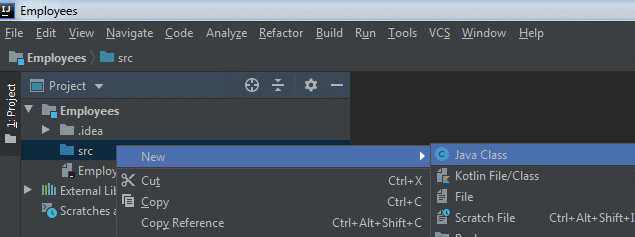 IJ Employees
File Edit View Navigate Code Analyze Refactor Build Run Tools VCS Window Help
Employees src
1: Project
Project
Employees
.idea
src
New
Java Class
Cut Ctrl+X
Kotlin File/Class
External Lib
Copy Ctrl+C
File
Scratches a
Copy Reference Ctrl+Alt+Shift+C
Scratch File Ctrl+Alt+Shift+I